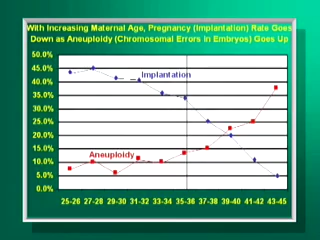 With Increasing Maternal Age, Pregnancy (Implantation) Rate Goes
Down as Aneuploidy (Chromosomal Errors in Embryos) Goes Up
50.0%
45.0%
40.0%
35.0%
30.0%
25.0%
20.0%
15.0%
10.0%
5.0%
0.0%
Implantation
Aneuploidy
25-26 27-28 29-30 31-32 33-34 35-36 37-38 39-40 41-42 43-45